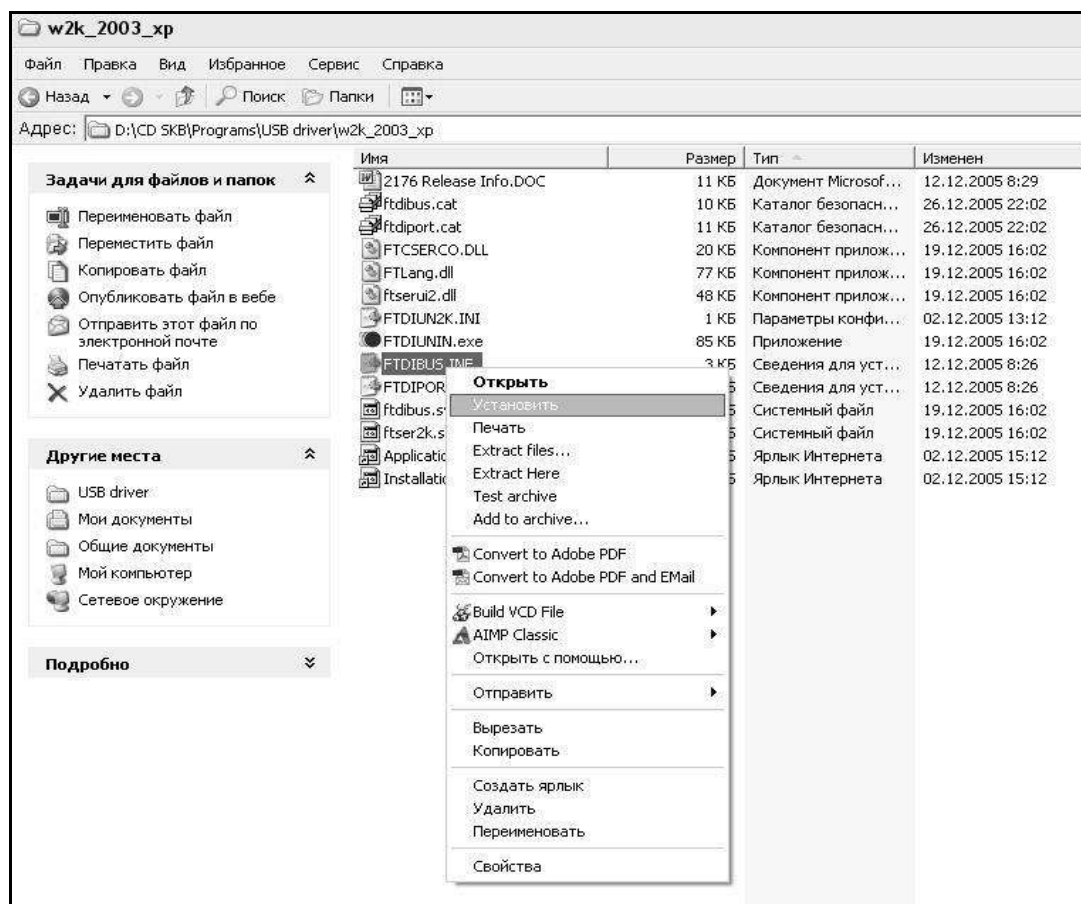 w2k_2003_xp
Файл Правка Вид Избранное Сервис Справка
Назад Поиск Папки
Адрес: D:\CD SKB\Programs\USB driver\w2k_2003_xp
Задачи для файлов и папок
Переименовать файл
Переместить файл
Копировать файл
Опубликовать файл в вебе
Отправить этот файл по
электронной почте
Печатать файл
Удалить файл
Другие места
USB driver
Мои документы
Общие документы
Мой компьютер
Сетевое окружение
Подробно
Имя Размер Тип Изменен
2176 Release Info.DOC 11 КБ Документ Microsof... 12.12.2005 8:29
ftdibus.cat 10 КБ Каталог безопасн... 26.12.2005 22:02
ftdiport.cat 11 КБ Каталог безопасн... 26.12.2005 22:02
FTCSERCO.DLL 20 КБ Компонент прилож... 19.12.2005 16:02
FTLang.dll 77 КБ Компонент прилож... 19.12.2005 16:02
ftserui2.dll 48 КБ Компонент прилож... 19.12.2005 16:02
FTDIUN2K.INI 1 КБ Параметры конфи... 02.12.2005 13:12
FTDIUNIN.exe 85 КБ Приложение 19.12.2005 16:02
FTDIBUS.INF 3 КБ Сведения для уст... 12.12.2005 8:26
FTDIPOR Б Сведения для уст... 12.12.2005 8:26
ftdibus.s Б Системный файл 19.12.2005 16:02
ftser2k.s Б Системный файл 19.12.2005 16:02
Applicatic Б Ярлык Интернета 02.12.2005 15:12
Installatic Б Ярлык Интернета 02.12.2005 15:12
Открыть
Установить
Печать
Extract files...
Extract Here
Test archive
Add to archive...
Convert to Adobe PDF
Convert to Adobe PDF and EMail
Build VCD File
AIMP Classic
Открыть с помощью...
Отправить
Вырезать
Копировать
Создать ярлык
Удалить
Переименовать
Свойства